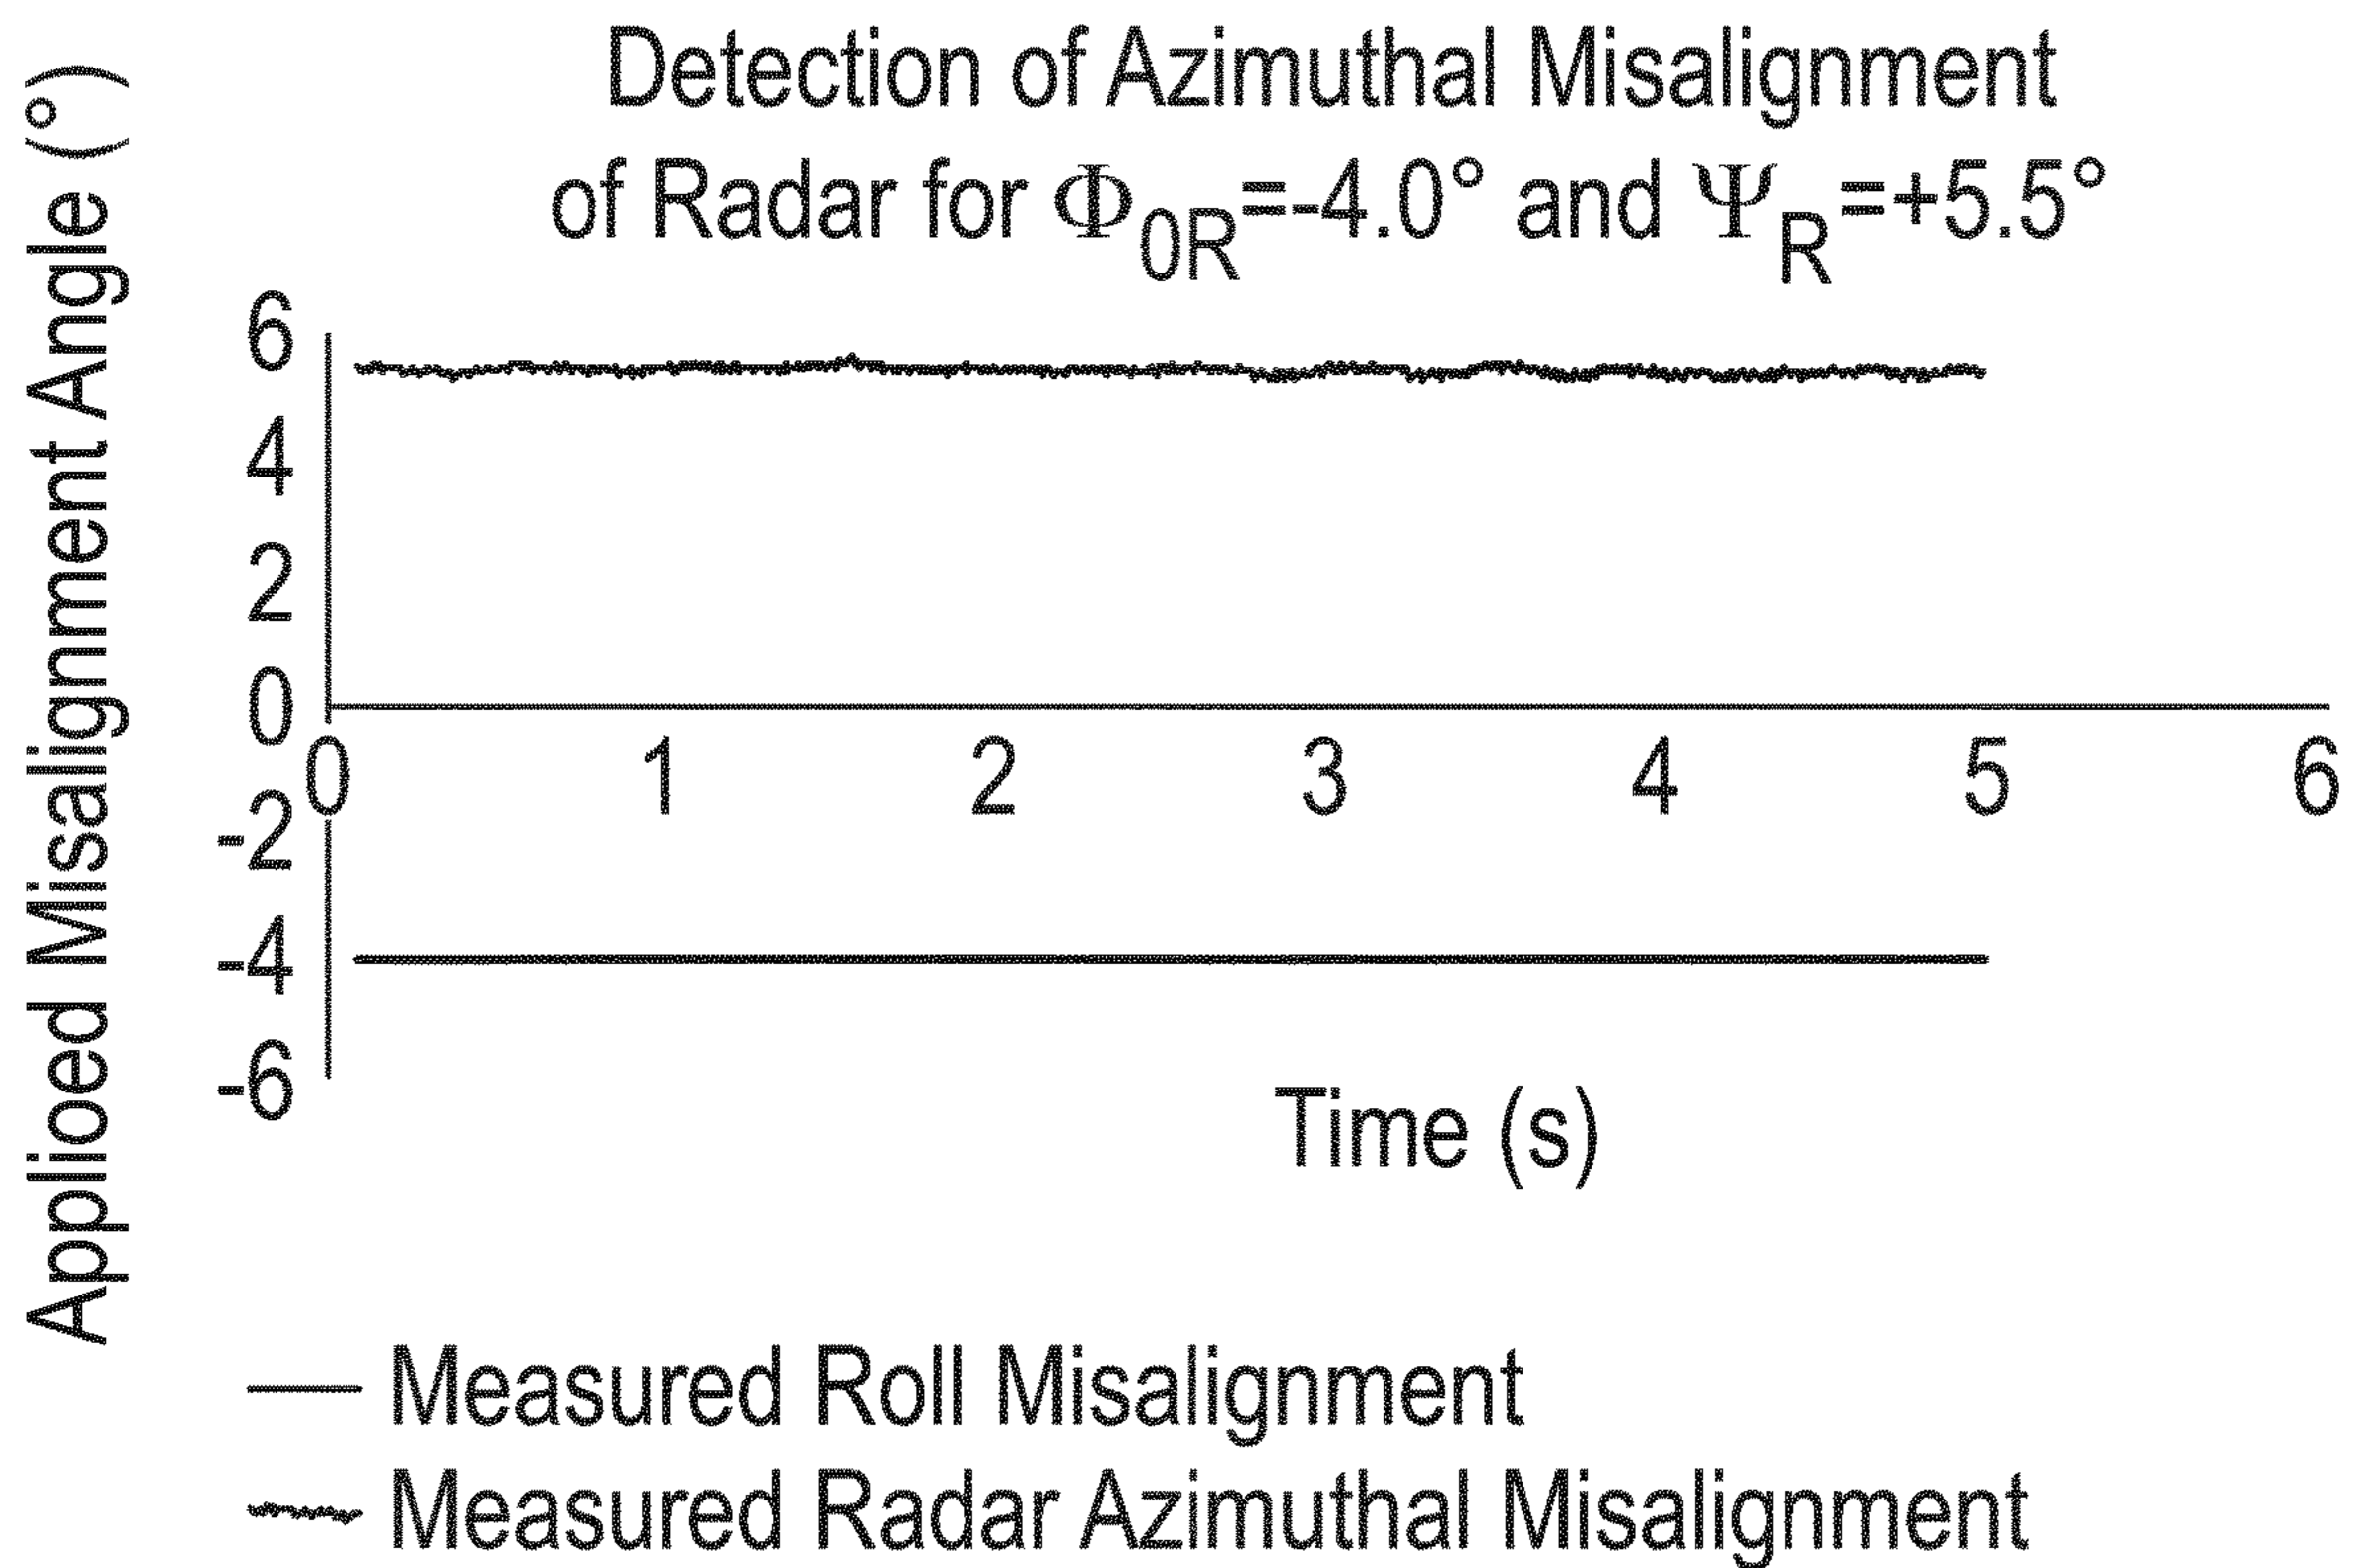 Detection of Azimuthal Misalignment
of Radar for Φ0R=-4.0° and ΨR=+5.5°
Applioed Misalignment Angle (°)
6
4
2
0
-2
-4
-6
0 1 2 3 4 5 6
Time (s)
Measured Roll Misalignment
Measured Radar Azimuthal Misalignment